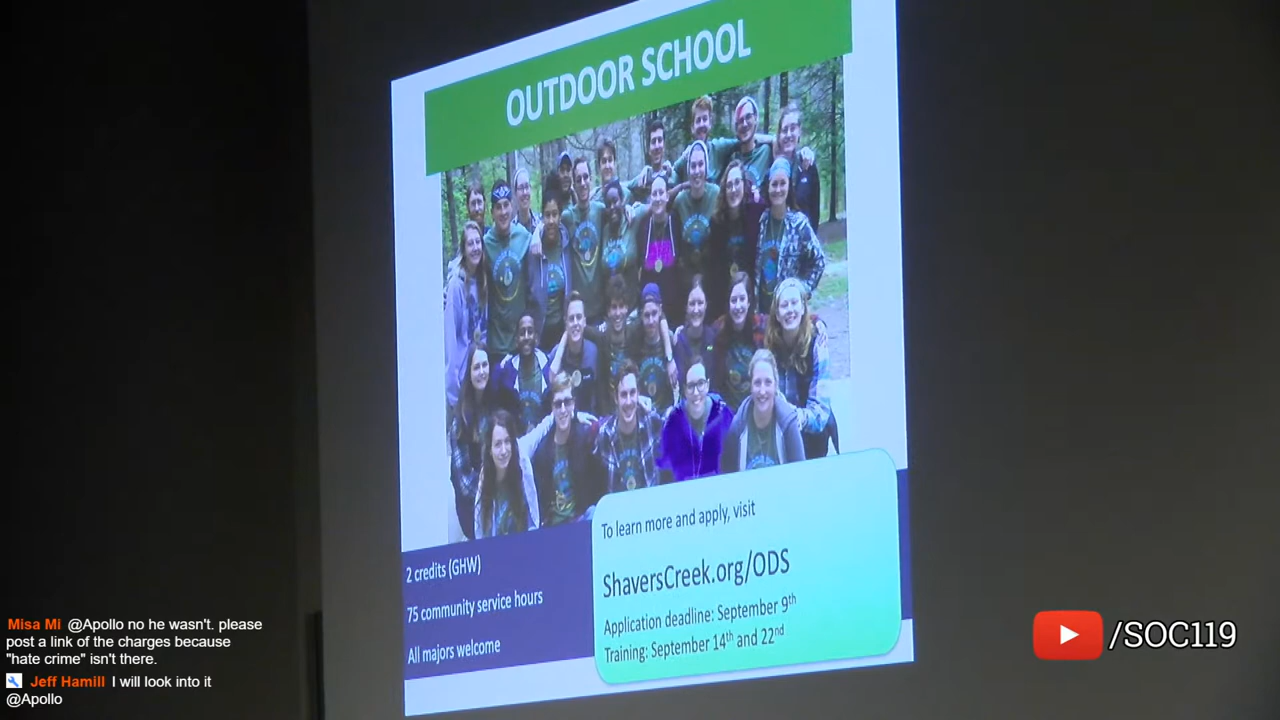 OUTDOOR SCHOOL
2 credits (GHW)
75 community service hours
All majors welcome
To learn more and apply, visit
ShaversCreek.org/ODS
Application deadline: September 9th
Training: September 14th and 22nd
Misa Mi @Apollo no he wasn't. please
post a link of the charges because
"hate crime" isn't there.
Jeff Hamill I will look into it
@Apollo
/SOC119